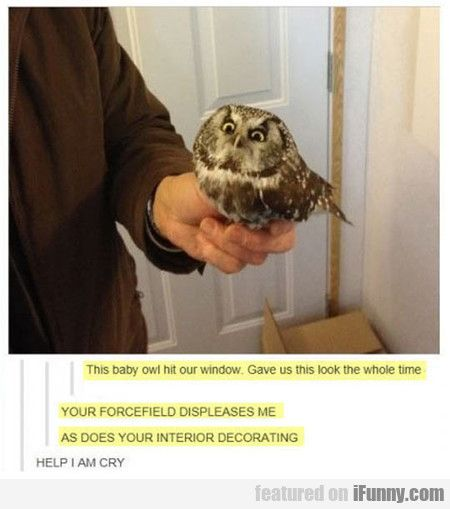 This baby owl hit our window. Gave us this look the whole time
YOUR FORCEFIELD DISPLEASES ME
AS DOES YOUR INTERIOR DECORATING
HELP I AM CRY
featured on iFunny.com